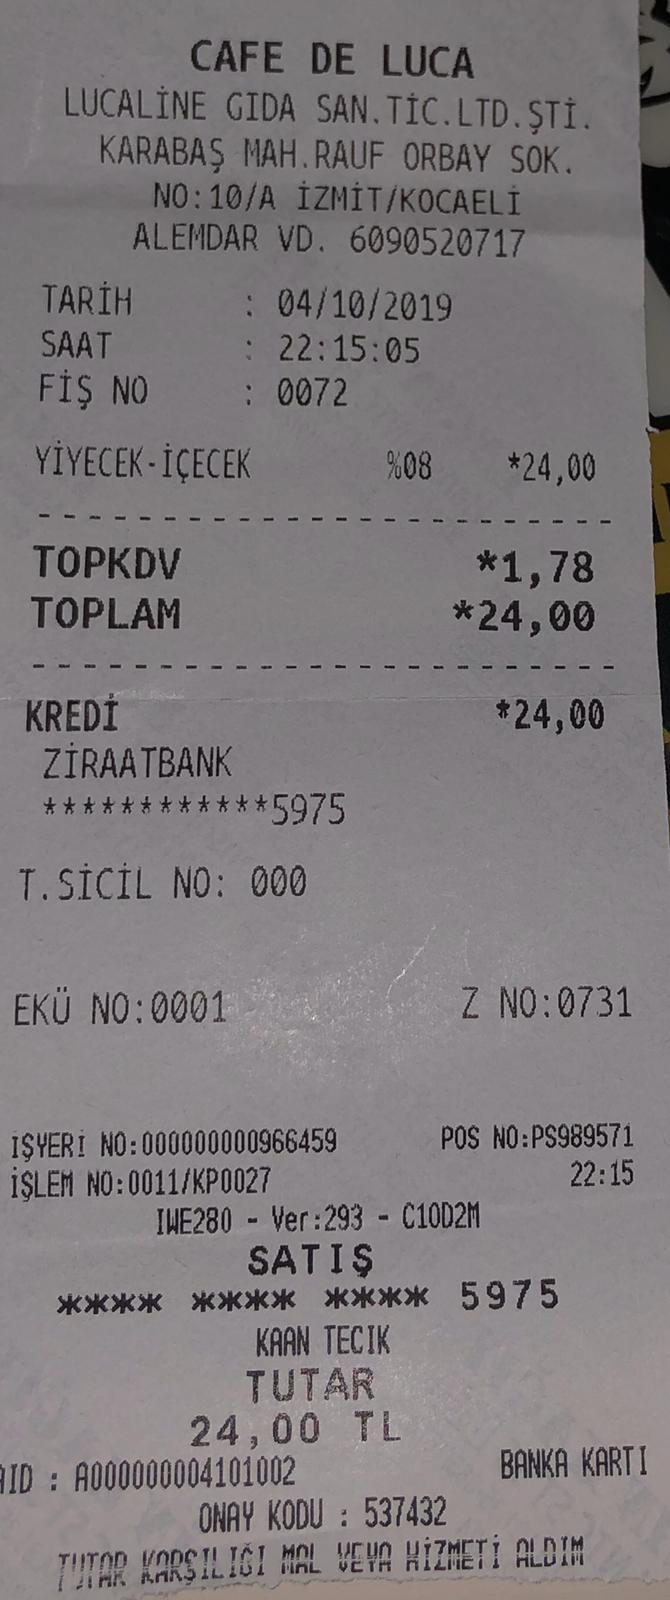 CAFE DE LUCA
LUCALİNE GIDA SAN.TİC.LTD.ŞTİ.
KARABAŞ MAH.RAUF ORBAY SOK.
NO:10/A İZMİT/KOCAELİ
ALEMDAR VD. 6090520717
TARİH : 04/10/2019
SAAT : 22:15:05
FİŞ NO : 0072
YİYECEK-İÇECEK %08 *24,00
TOPKDV *1,78
TOPLAM *24,00
KREDİ *24,00
ZİRAATBANK
************5975
T.SİCİL NO: 000
EKÜ NO:0001 Z NO:0731
İŞYERİ NO:000000000966459 POS NO:PS989571
İŞLEM NO:0011/KP0027 22:15
IWE280 - Ver:293 - C10D2M
SATIŞ
**** **** **** 5975
KAAN TECIK
TUTAR
24,00 TL
AID : A000000004101002 BANKA KARTI
ONAY KODU : 537432
TUTAR KARŞILIĞI MAL VEYA HİZMETİ ALDIM